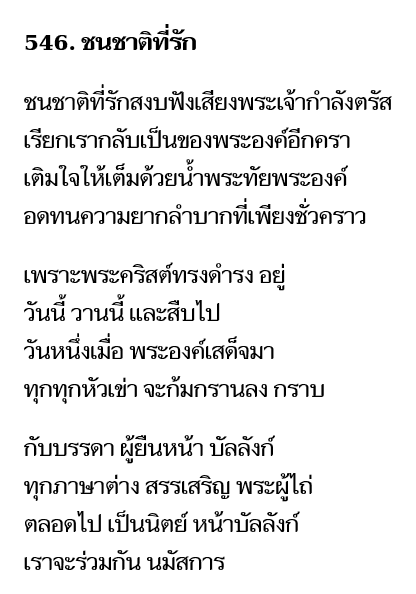 546. ชนชาติที่รัก
ชนชาติที่รักสงบฟังเสียงพระเจ้ากำลังตรัส
เรียกเรากลับเป็นของพระองค์อีกครา
เติมใจให้เต็มด้วยน้ำพระทัยพระองค์
อดทนความยากลำบากที่เพียงชั่วคราว
เพราะพระคริสต์ทรงดำรง อยู่
วันนี้ วานนี้ และสืบไป
วันหนึ่งเมื่อ พระองค์เสด็จมา
ทุกทุกหัวเข่า จะก้มกรานลง กราบ
กับบรรดา ผู้ยืนหน้า บัลลังก์
ทุกภาษาต่าง สรรเสริญ พระผู้ไถ่
ตลอดไป เป็นนิตย์ หน้าบัลลังก์
เราจะร่วมกัน นมัสการ